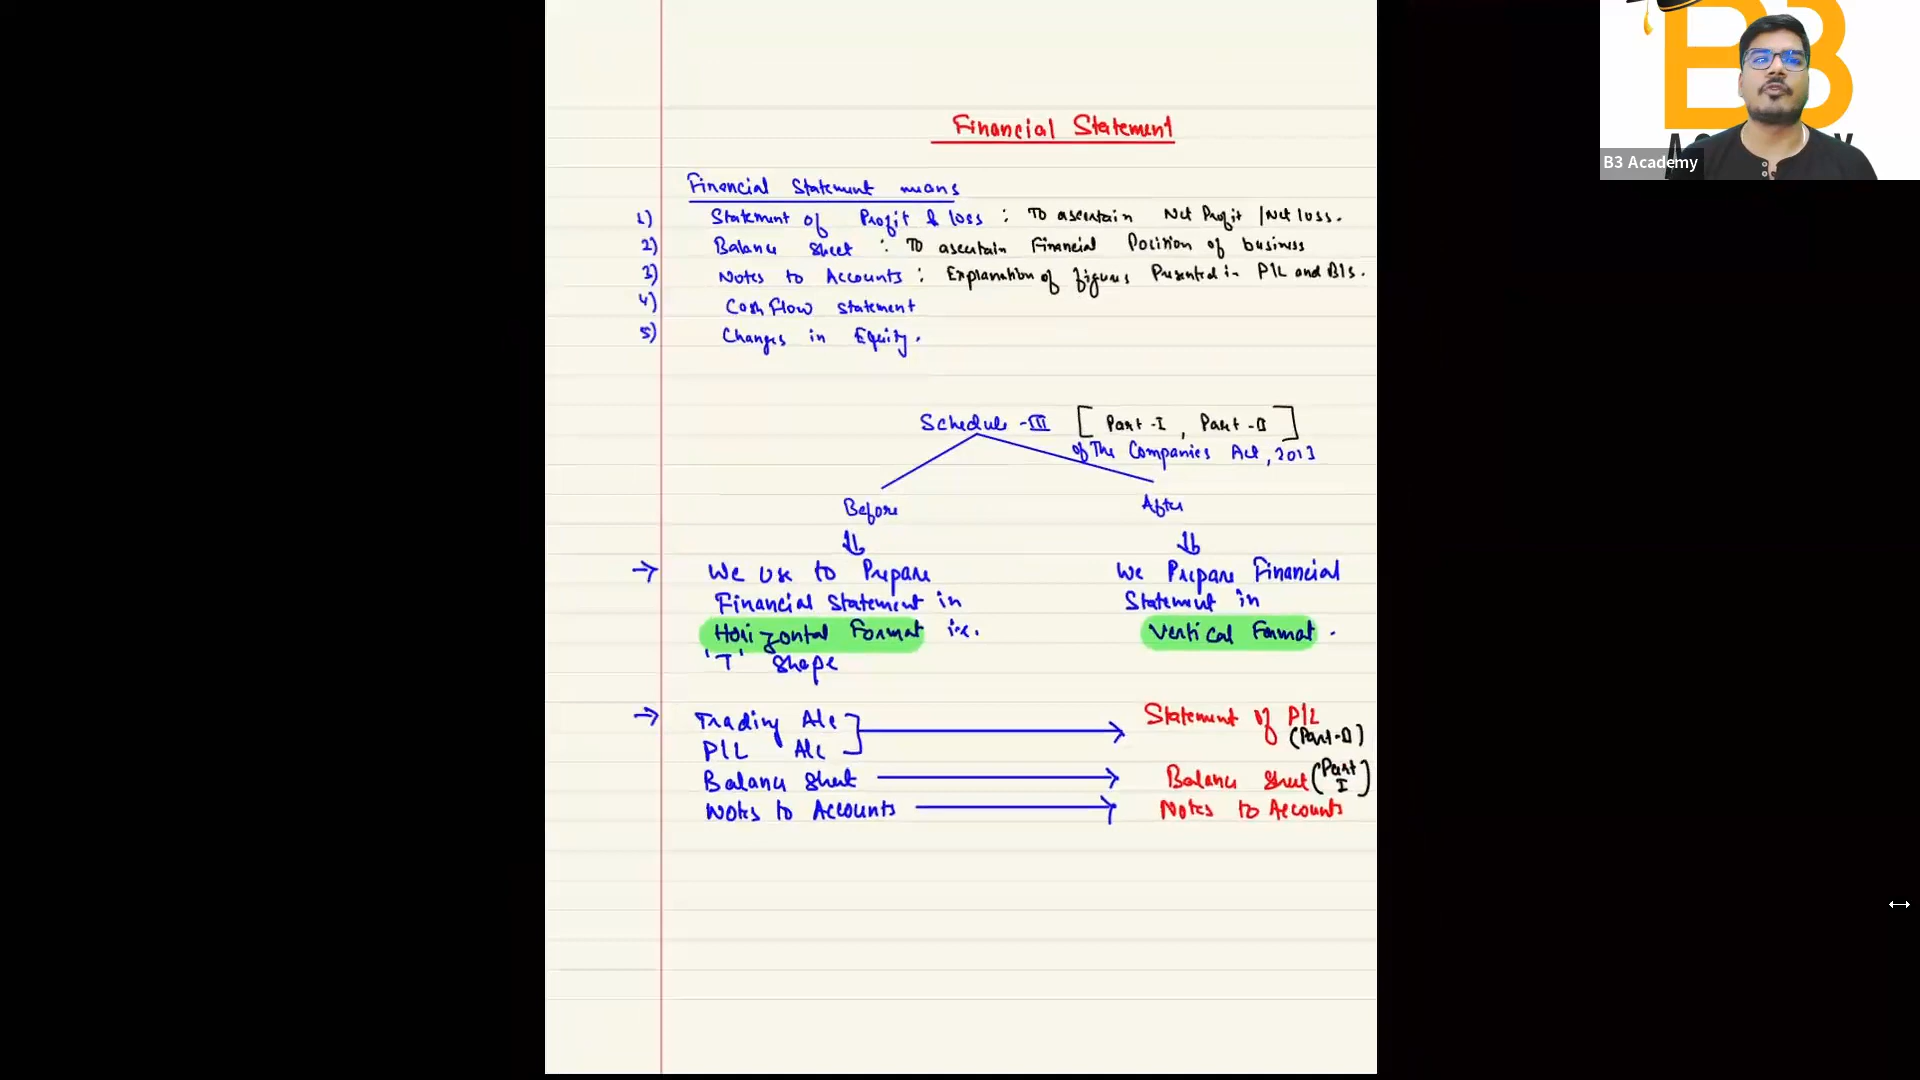 Financial Statement
Financial Statement means
1) Statement of Profit & loss : To ascertain Net Profit / Net loss.
2) Balance Sheet : To ascertain Financial Position of business
3) Notes to Accounts : Explanation of figures Presented in P/L and B/s.
4) Cash Flow statement
5) Changes in Equity.
Schedule -III [ Part -I , Part -II ]
of The Companies Act, 2013
Before After
→ We use to Prepare We Prepare Financial
Financial Statement in Statement in
Horizontal Format i.e. Vertical Format .
'T' Shape
→ Trading A/c Statement of P/L
(Part-II)
P/L A/c
Balance Sheet Balance Sheet (Part I)
Notes to Accounts Notes to Accounts
B3
B3 Academy